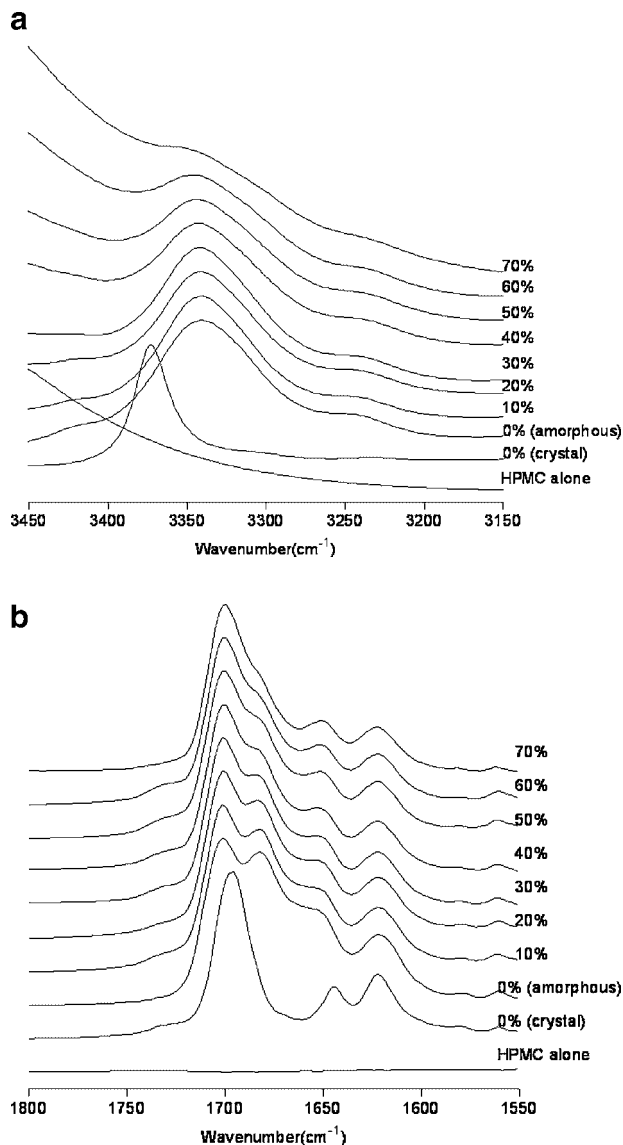 a
70%
60%
50%
40%
30%
20%
10%
0% (amorphous)
0% (crystal)
HPMC alone
3450 3400 3350 3300 3250 3200 3150
Wavenumber(cm⁻¹)
b
70%
60%
50%
40%
30%
20%
10%
0% (amorphous)
0% (crystal)
HPMC alone
1800 1750 1700 1650 1600 1550
Wavenumber(cm⁻¹)